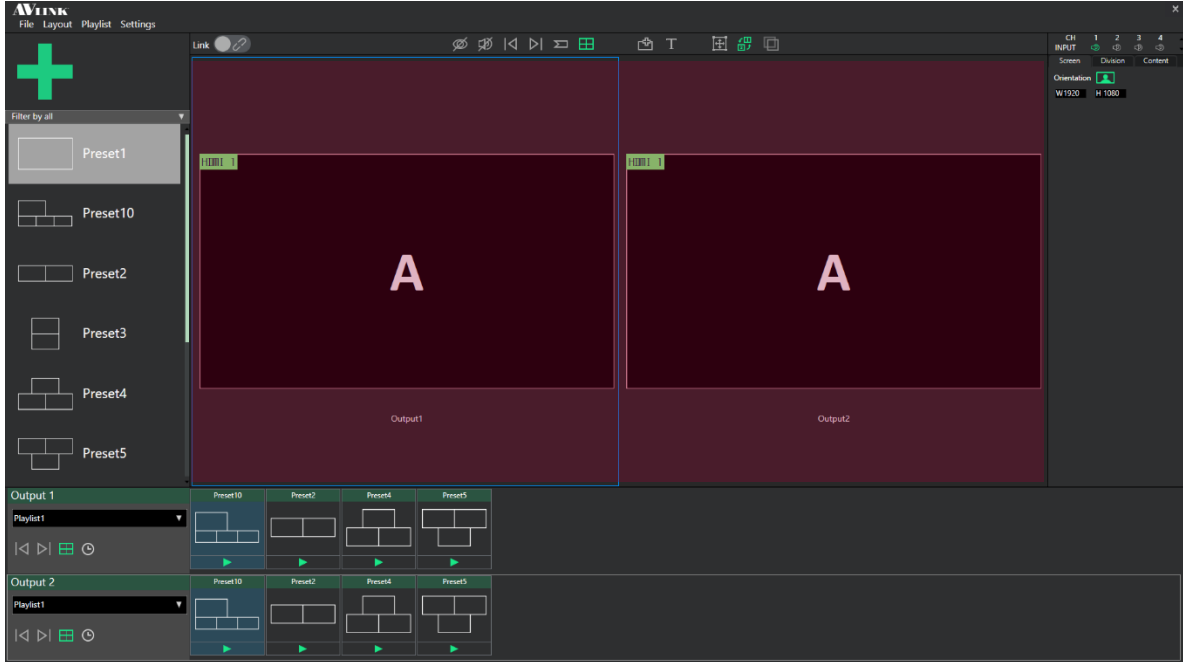 AVLINK
File Layout Playlist Settings
Link
CH 1 2 3 4
INPUT
Screen Division Content
Orientation
W 1920 H 1080
Filter by all
Preset1
Preset10
Preset2
Preset3
Preset4
Preset5
HDMI 1
A
Output1
HDMI 1
A
Output2
Output 1
Playlist1
Preset10 Preset2 Preset4 Preset5
Output 2
Playlist1
Preset10 Preset2 Preset4 Preset5